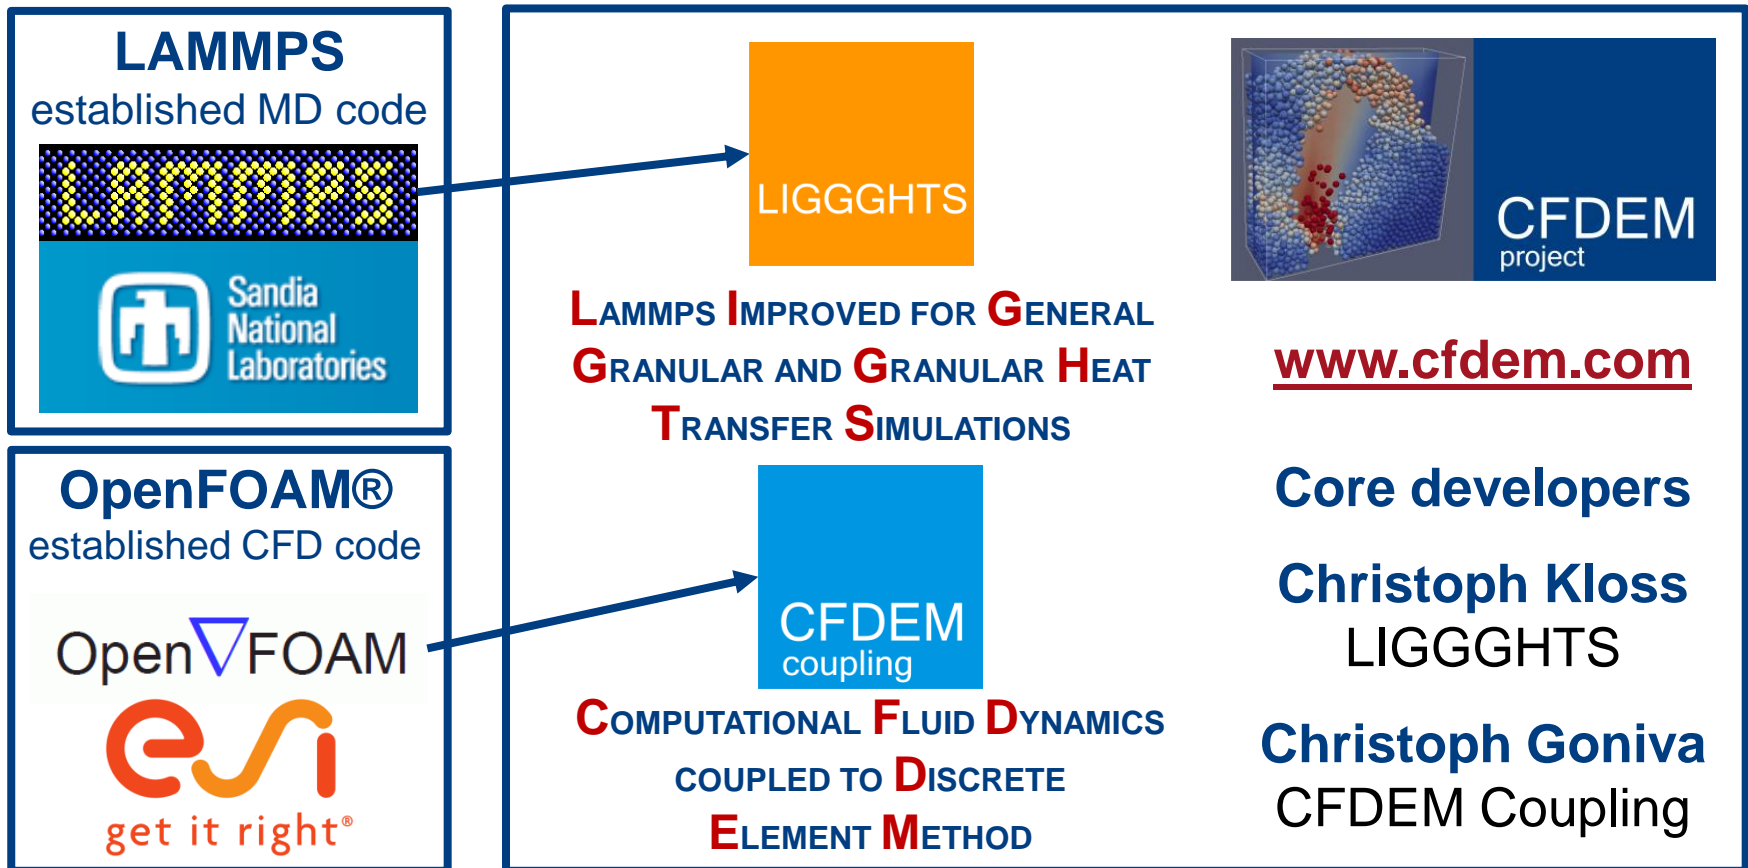 LAMMPS
established MD code
LAMMPS
Sandia
National
Laboratories
OpenFOAM®
established CFD code
Open∇FOAM
esi
get it right®
LIGGGHTS
LAMMPS IMPROVED FOR GENERAL
GRANULAR AND GRANULAR HEAT
TRANSFER SIMULATIONS
CFDEM
coupling
COMPUTATIONAL FLUID DYNAMICS
COUPLED TO DISCRETE
ELEMENT METHOD
CFDEM
project
www.cfdem.com
Core developers
Christoph Kloss
LIGGGHTS
Christoph Goniva
CFDEM Coupling